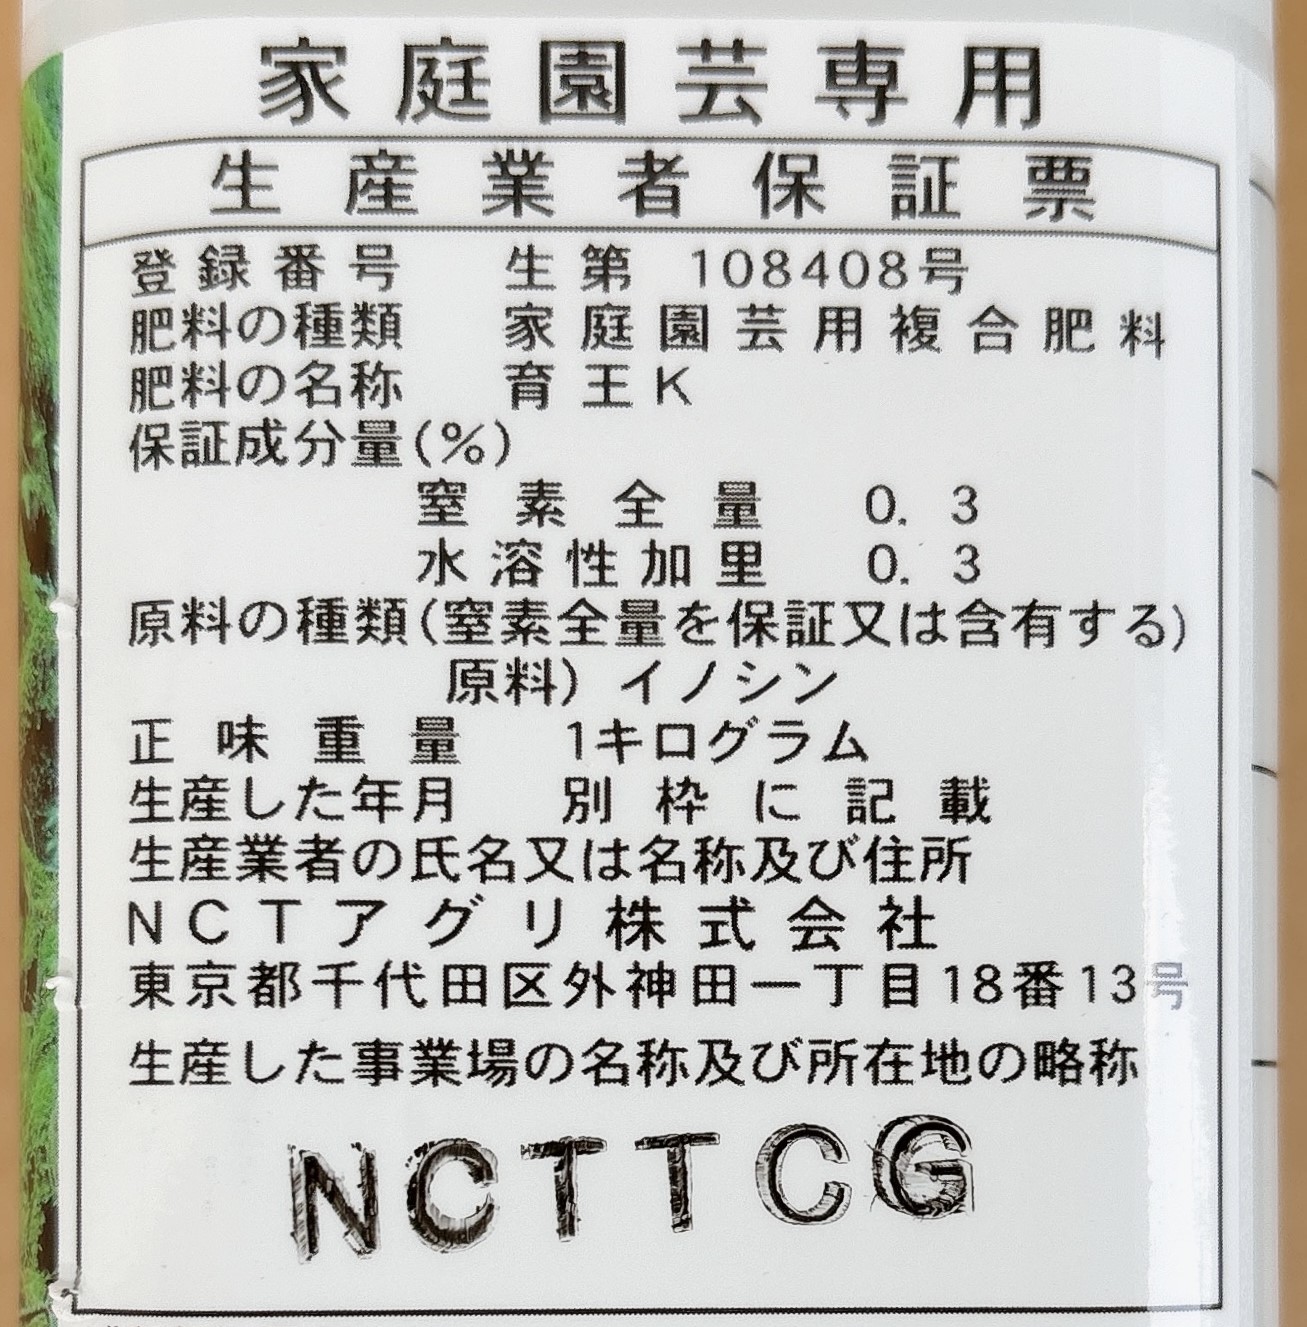 家庭園芸専用
生産業者保証票
登録番号 生第 108408号
肥料の種類 家庭園芸用複合肥料
肥料の名称 育王K
保証成分量(%)
窒素全量 0.3
水溶性加里 0.3
原料の種類(窒素全量を保証又は含有する)
原料) イノシン
正味重量 1キログラム
生産した年月 別枠に記載
生産業者の氏名又は名称及び住所
NCTアグリ株式会社
東京都千代田区外神田一丁目18番13号
生産した事業場の名称及び所在地の略称
NCTTCG